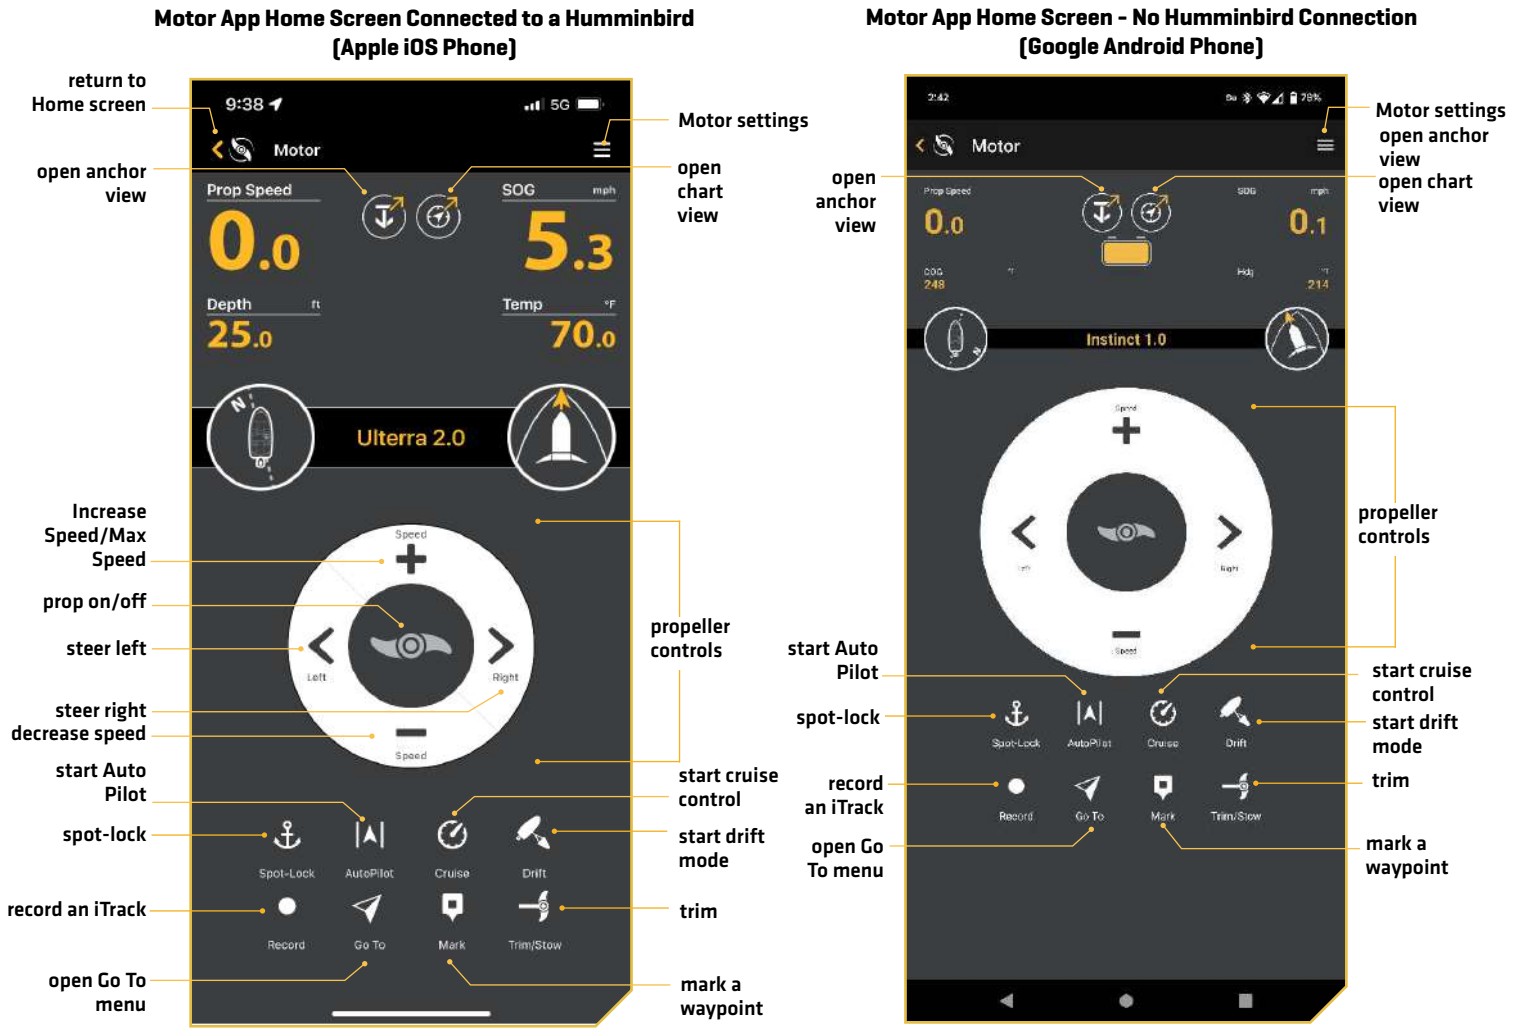 Motor App Home Screen Connected to a Humminbird
(Apple iOS Phone)
return to
Home screen
open anchor
view
9:38
5G
Motor
Motor settings
open
chart
view
Prop Speed
0.0
SOG mph
5.3
Depth ft
25.0
Temp °F
70.0
N
Ulterra 2.0
Increase
Speed/Max
Speed
prop on/off
steer left
steer right
decrease speed
start Auto
Pilot
spot-lock
record an iTrack
open Go To
menu
Speed
Left
Right
Speed
propeller
controls
start cruise
control
start drift
mode
trim
mark a
waypoint
Spot-Lock
AutoPilot
Cruise
Drift
Record
Go To
Mark
Trim/Stow
Motor App Home Screen - No Humminbird Connection
(Google Android Phone)
2:42
79%
Motor
Motor settings
open anchor
view
open chart
view
open
anchor
view
Prop Speed
0.0
SOG mph
0.1
COG °T
248
Hdg °T
214
N
Instinct 1.0
Speed
Left
Right
Speed
propeller
controls
start Auto
Pilot
spot-lock
record
an iTrack
open Go
To menu
start cruise
control
start drift
mode
trim
mark a
waypoint
Spot-Lock
AutoPilot
Cruise
Drift
Record
Go To
Mark
Trim/Stow